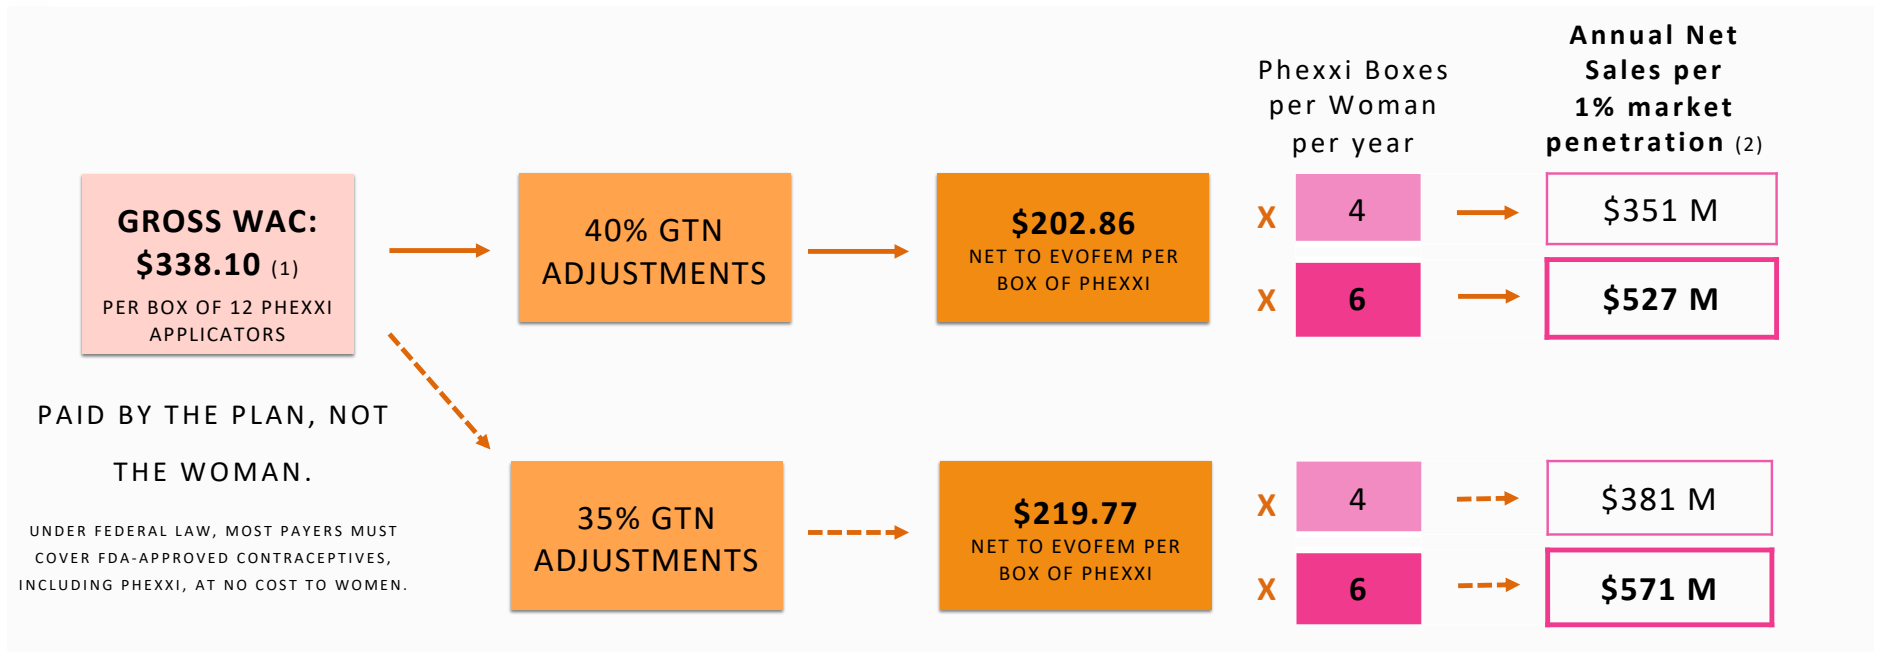 Annual Net
Sales per
1% market
penetration (2)
Phexxi Boxes
per Woman
per year
GROSS WAC:
$338.10 (1)
PER BOX OF 12 PHEXXI
APPLICATORS
40% GTN
ADJUSTMENTS
$202.86
NET TO EVOFEM PER
BOX OF PHEXXI
X
4
$351 M
X
6
$527 M
PAID BY THE PLAN, NOT
THE WOMAN.
UNDER FEDERAL LAW, MOST PAYERS MUST
COVER FDA-APPROVED CONTRACEPTIVES,
INCLUDING PHEXXI, AT NO COST TO WOMEN.
35% GTN
ADJUSTMENTS
$219.77
NET TO EVOFEM PER
BOX OF PHEXXI
X
4
$381 M
X
6
$571 M